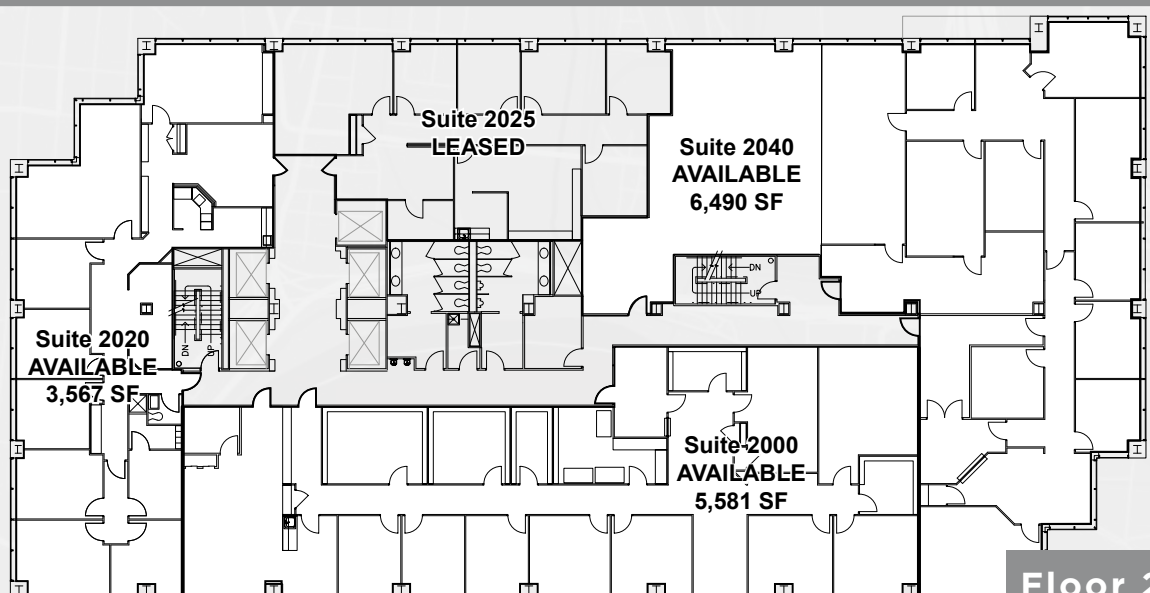 Suite 2025
LEASED
Suite 2040
AVAILABLE
6,490 SF
DN
UP
Suite 2020
AVAILABLE
3,567 SF
DN
UP
Suite 2000
AVAILABLE
5,581 SF
Floor 2